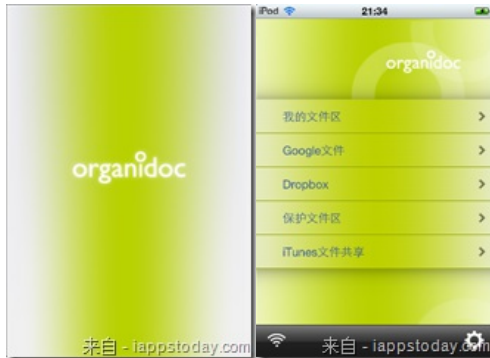 organidoc
来自 - iappstoday.com
iPod 21:34
organidoc
我的文件区
Google文件
Dropbox
保护文件区
iTunes文件共享
来自 - iappstoday.com